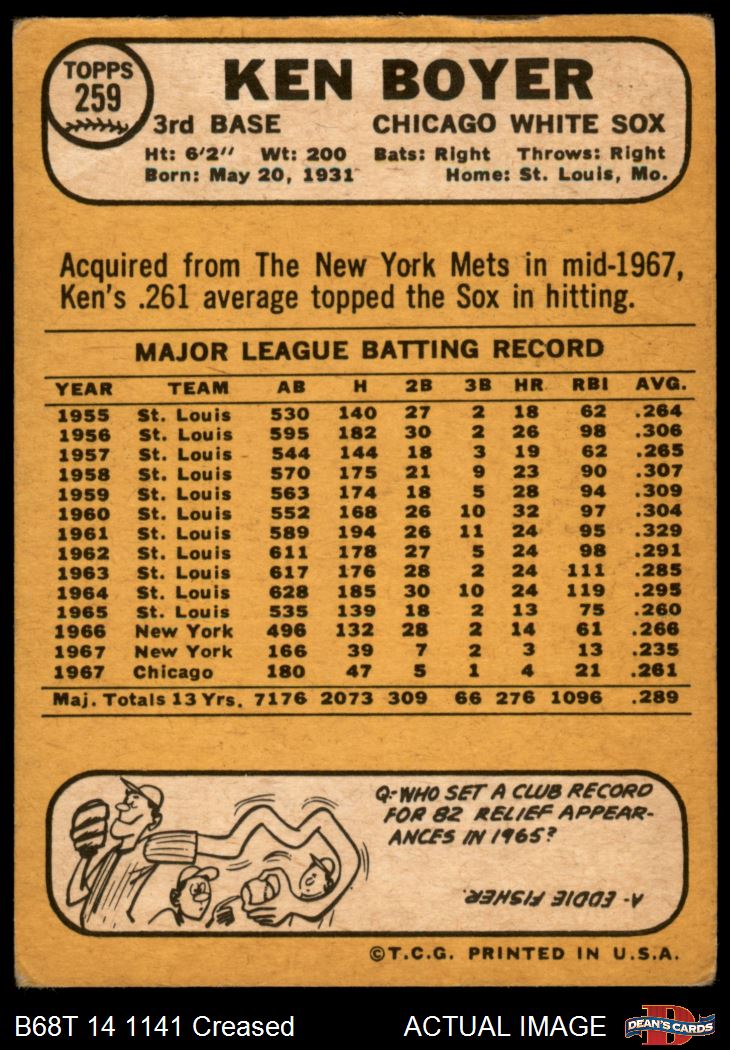 TOPPS
259
KEN BOYER
3rd BASE CHICAGO WHITE SOX
Ht: 6'2" Wt: 200 Bats: Right Throws: Right
Born: May 20, 1931 Home: St. Louis, Mo.
Acquired from The New York Mets in mid-1967,
Ken's .261 average topped the Sox in hitting.
MAJOR LEAGUE BATTING RECORD
YEAR TEAM AB H 2B 3B HR RBI AVG.
1955 St. Louis 530 140 27 2 18 62 .264
1956 St. Louis 595 182 30 2 26 98 .306
1957 St. Louis 544 144 18 3 19 62 .265
1958 St. Louis 570 175 21 9 23 90 .307
1959 St. Louis 563 174 18 5 28 94 .309
1960 St. Louis 552 168 26 10 32 97 .304
1961 St. Louis 589 194 26 11 24 95 .329
1962 St. Louis 611 178 27 5 24 98 .291
1963 St. Louis 617 176 28 2 24 111 .285
1964 St. Louis 628 185 30 10 24 119 .295
1965 St. Louis 535 139 18 2 13 75 .260
1966 New York 496 132 28 2 14 61 .266
1967 New York 166 39 7 2 3 13 .235
1967 Chicago 180 47 5 1 4 21 .261
Maj. Totals 13 Yrs. 7176 2073 309 66 276 1096 .289
Q-WHO SET A CLUB RECORD
FOR 82 RELIEF APPEAR-
ANCES IN 1965?
A-EDDIE FISHER.
©T.C.G. PRINTED IN U.S.A.
B68T 14 1141 Creased ACTUAL IMAGE
D
DEAN'S CARDS